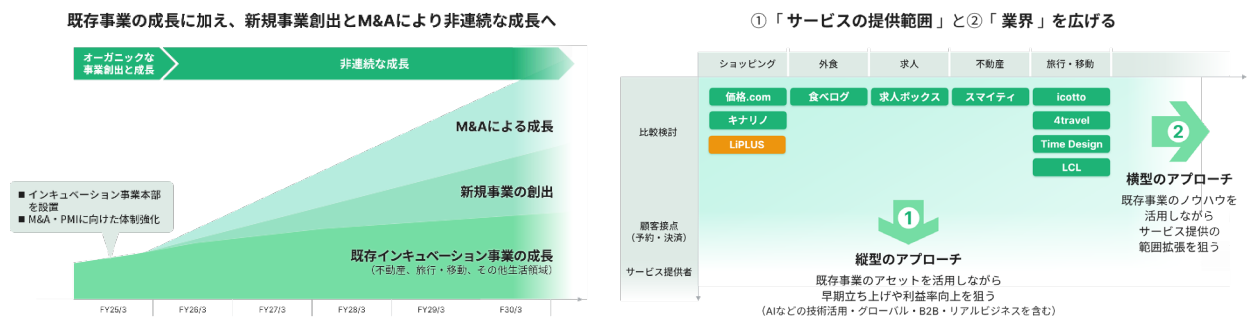 既存事業の成長に加え、新規事業創出とM&Aにより非連続な成長へ
オーガニックな
事業創出と成長
非連続な成長
M&Aによる成長
新規事業の創出
■ インキュベーション事業本部
を設置
■ M&A・PMIに向けた体制強化
既存インキュベーション事業の成長
（不動産、旅行・移動、その他生活領域）
FY25/3
FY26/3
FY27/3
FY28/3
FY29/3
F30/3
①「 サービスの提供範囲 」と②「 業界 」を広げる
ショッピング
外食
求人
不動産
旅行・移動
比較検討
価格.com
食べログ
求人ボックス
スマイティ
icotto
キナリノ
4travel
LiPLUS
Time Design
LCL
2
横型のアプローチ
既存事業のノウハウを
活用しながら
サービス提供の
範囲拡張を狙う
顧客接点
（予約・決済）
サービス提供者
1
縦型のアプローチ
既存事業のアセットを活用しながら
早期立ち上げや利益率向上を狙う
（AIなどの技術活用・グローバル・B2B・リアルビジネスを含む）